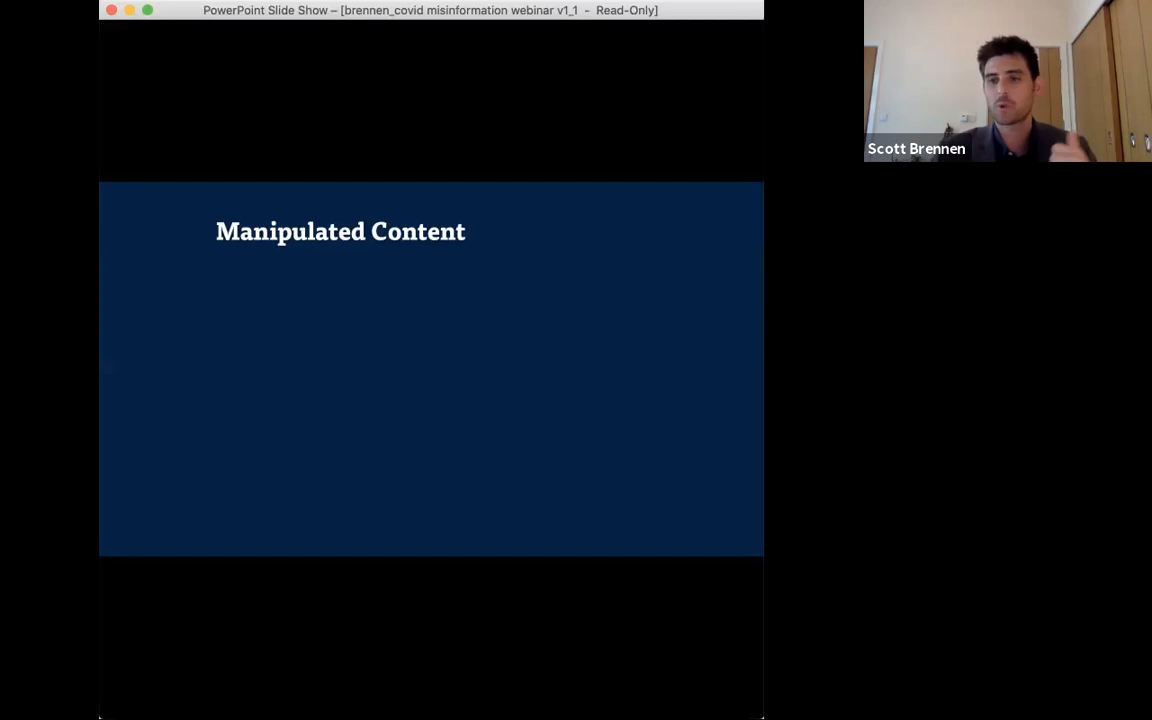 PowerPoint Slide Show – [brennen_covid misinformation webinar v1_1 - Read-Only]
Scott Brennen
Manipulated Content